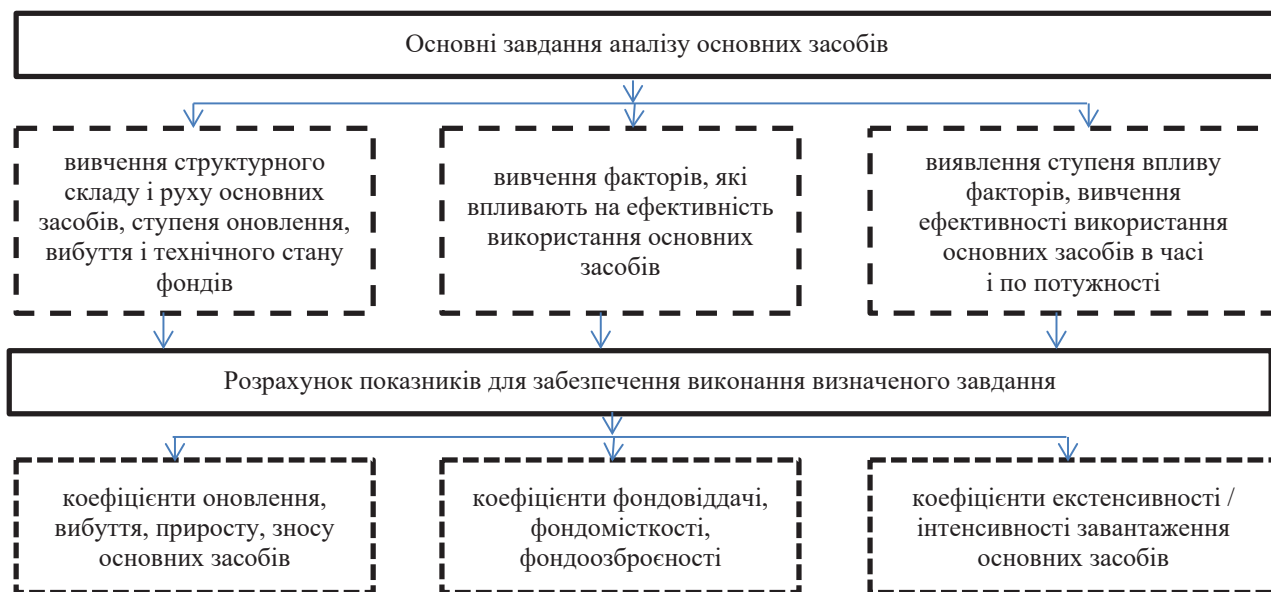 Основні завдання аналізу основних засобів
вивчення структурного
складу і руху основних
засобів, ступеня оновлення,
вибуття і технічного стану
фондів
вивчення факторів, які
впливають на ефективність
використання основних
засобів
виявлення ступеня впливу
факторів, вивчення
ефективності використання
основних засобів в часі
і по потужності
Розрахунок показників для забезпечення виконання визначеного завдання
коефіцієнти оновлення,
вибуття, приросту, зносу
основних засобів
коефіцієнти фондовіддачі,
фондомісткості,
фондоозброєності
коефіцієнти екстенсивності /
інтенсивності завантаження
основних засобів